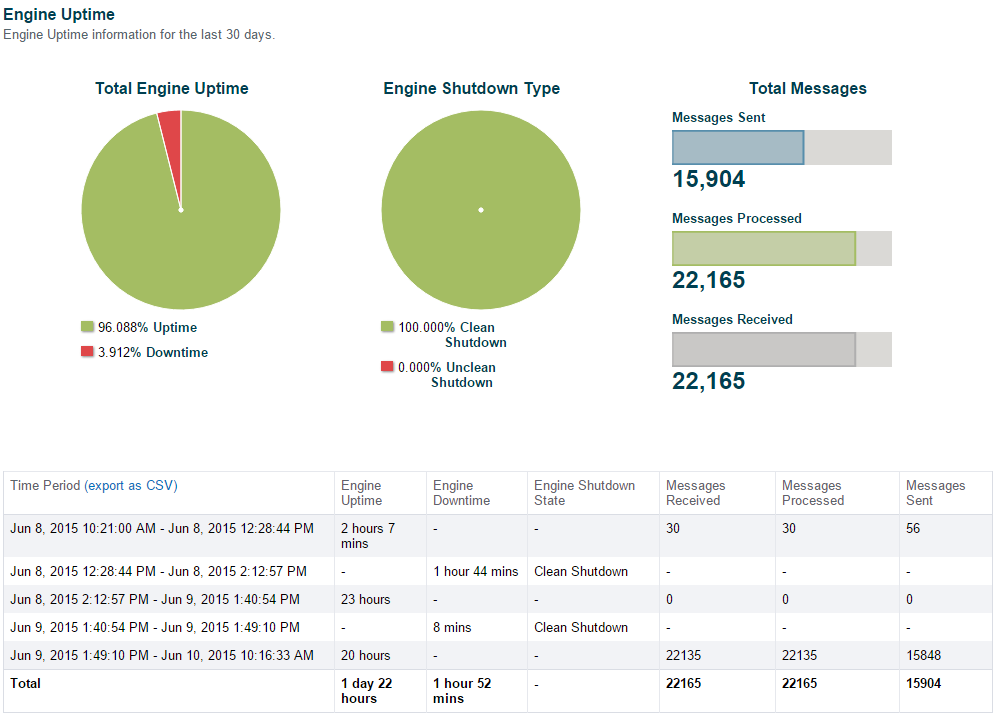 Engine Uptime
Engine Uptime information for the last 30 days.
Total Engine Uptime
96.088% Uptime
3.912% Downtime
Engine Shutdown Type
100.000% Clean
Shutdown
0.000% Unclean
Shutdown
Total Messages
Messages Sent
15,904
Messages Processed
22,165
Messages Received
22,165
Time Period (export as CSV) Engine Uptime Engine Downtime Engine Shutdown State Messages Received Messages Processed Messages Sent
Jun 8, 2015 10:21:00 AM - Jun 8, 2015 12:28:44 PM 2 hours 7 mins - - 30 30 56
Jun 8, 2015 12:28:44 PM - Jun 8, 2015 2:12:57 PM - 1 hour 44 mins Clean Shutdown - - -
Jun 8, 2015 2:12:57 PM - Jun 9, 2015 1:40:54 PM 23 hours - - 0 0 0
Jun 9, 2015 1:40:54 PM - Jun 9, 2015 1:49:10 PM - 8 mins Clean Shutdown - - -
Jun 9, 2015 1:49:10 PM - Jun 10, 2015 10:16:33 AM 20 hours - - 22135 22135 15848
Total 1 day 22 hours 1 hour 52 mins - 22165 22165 15904